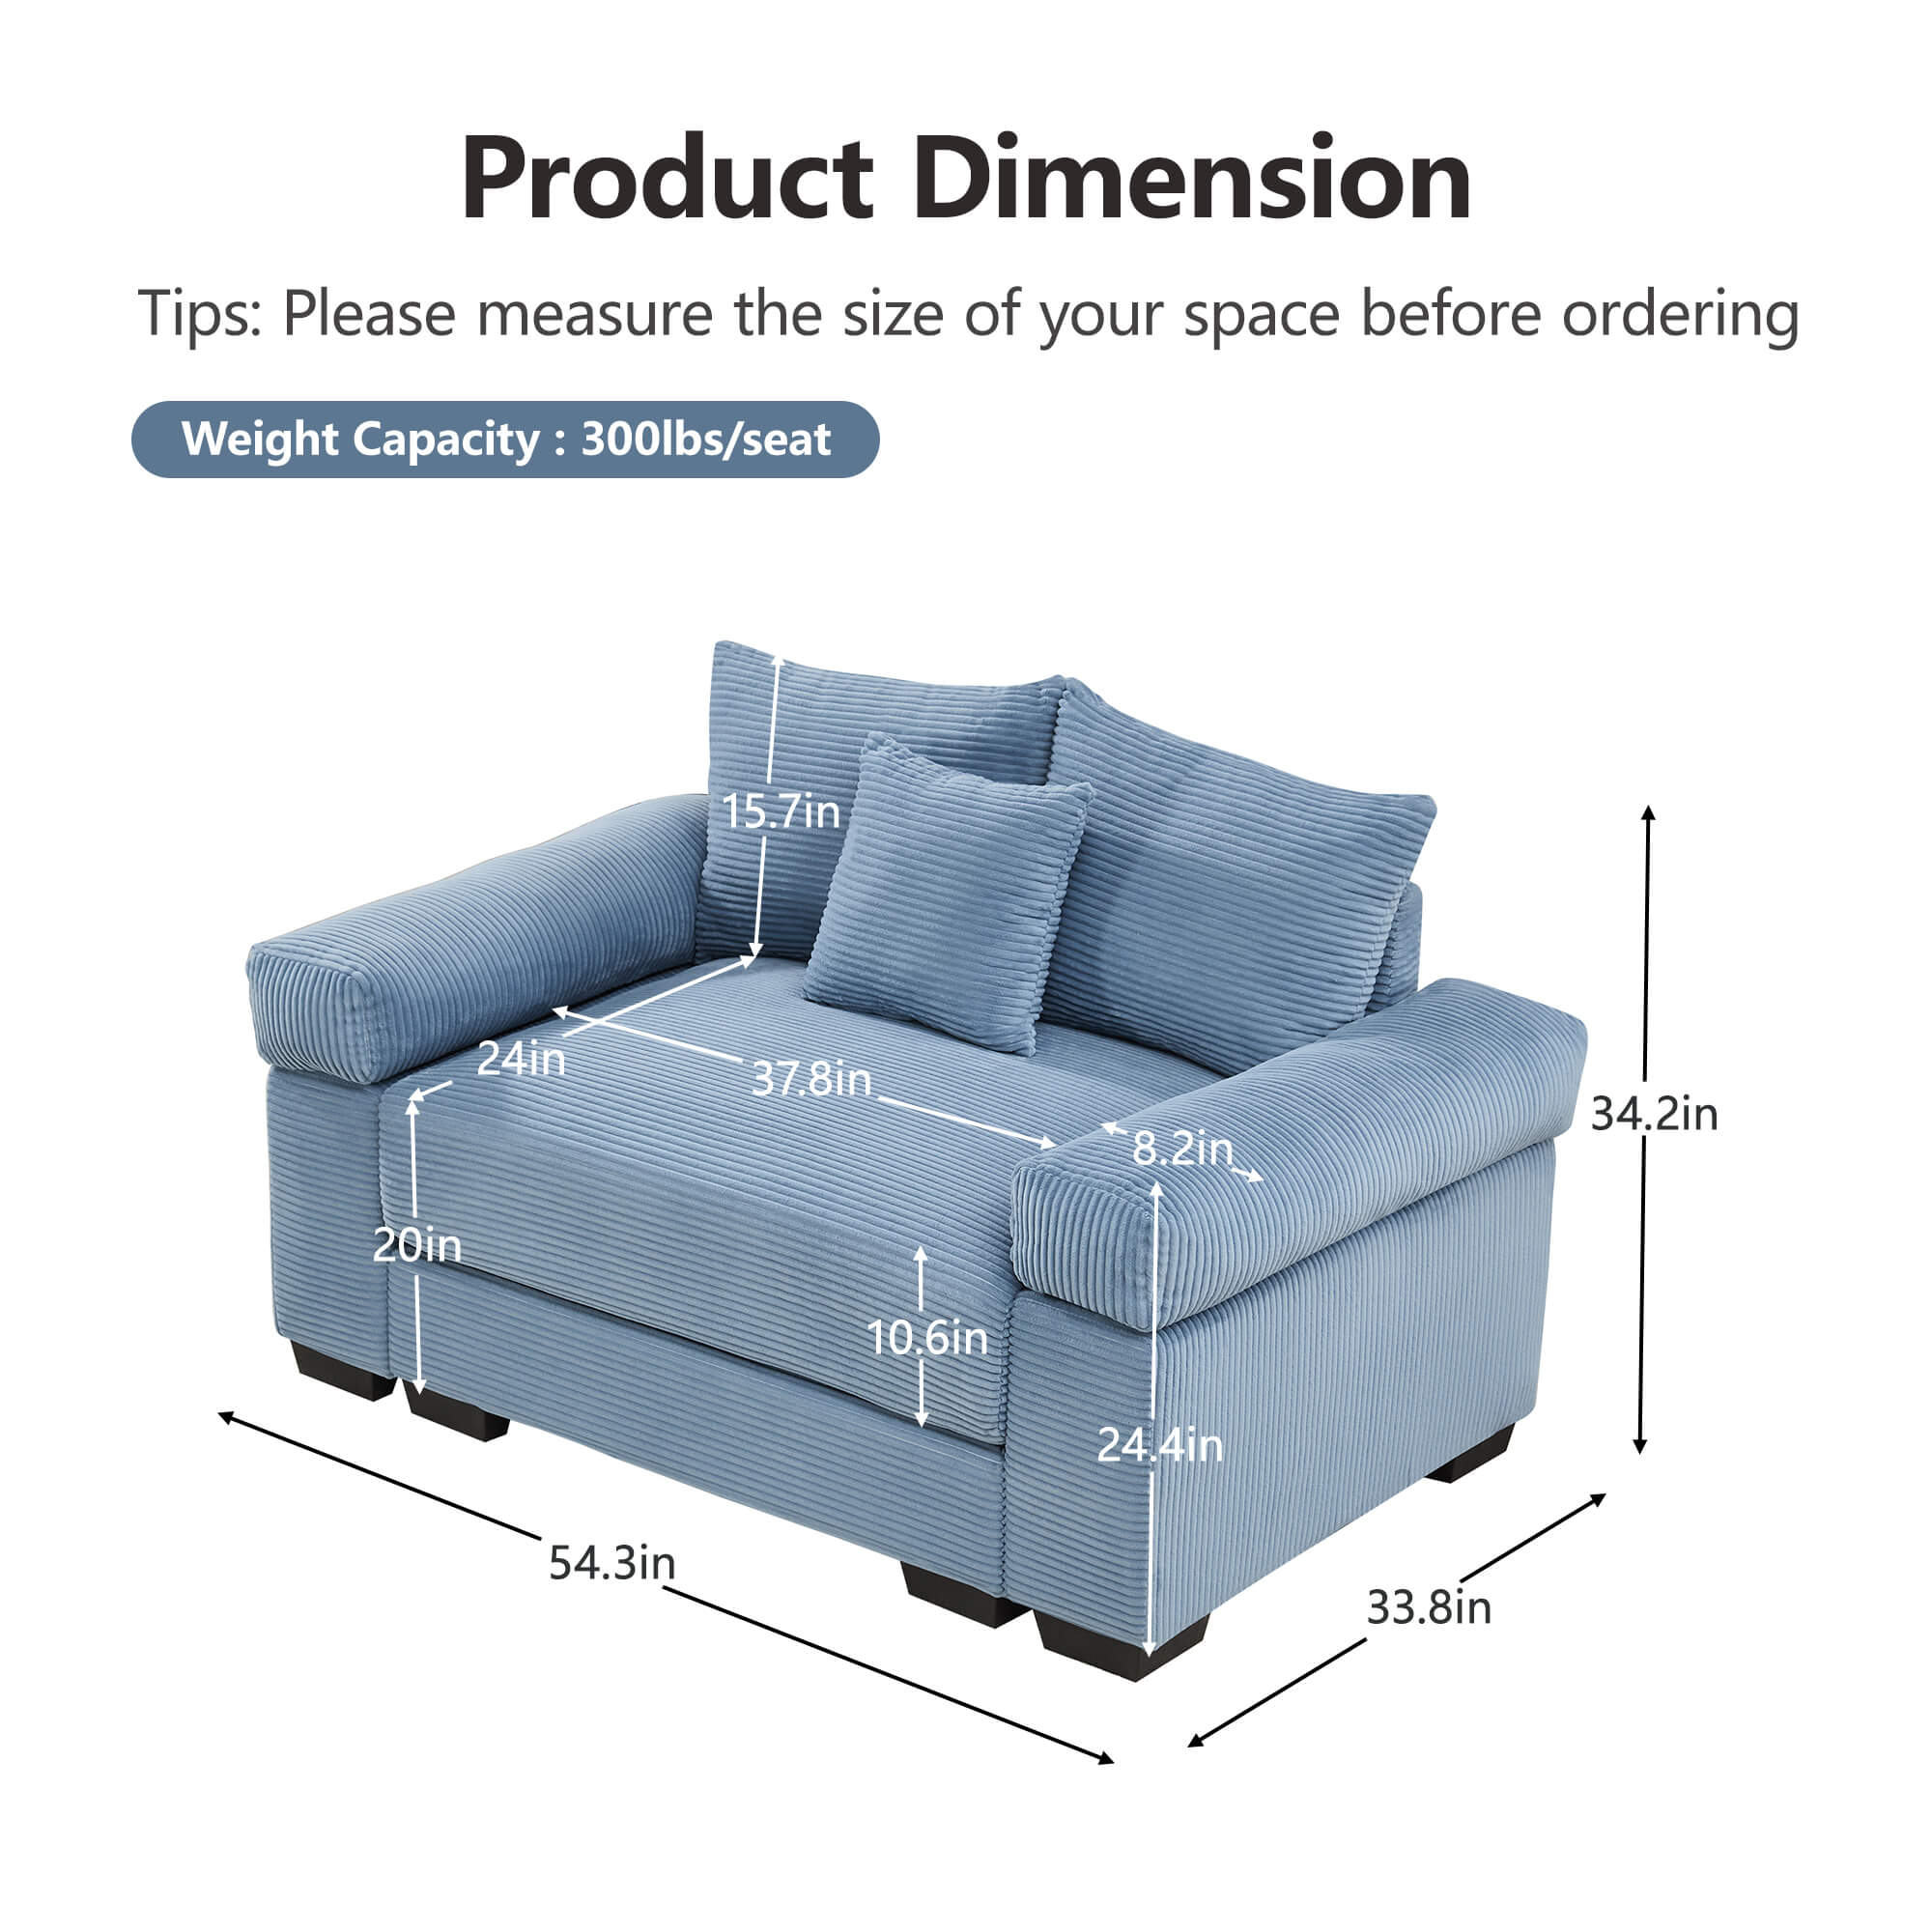 Product Dimension
Tips: Please measure the size of your space before ordering
Weight Capacity : 300lbs/seat
15.7in
24in
37.8in
8.2in
34.2in
20in
10.6in
24.4in
54.3in
33.8in